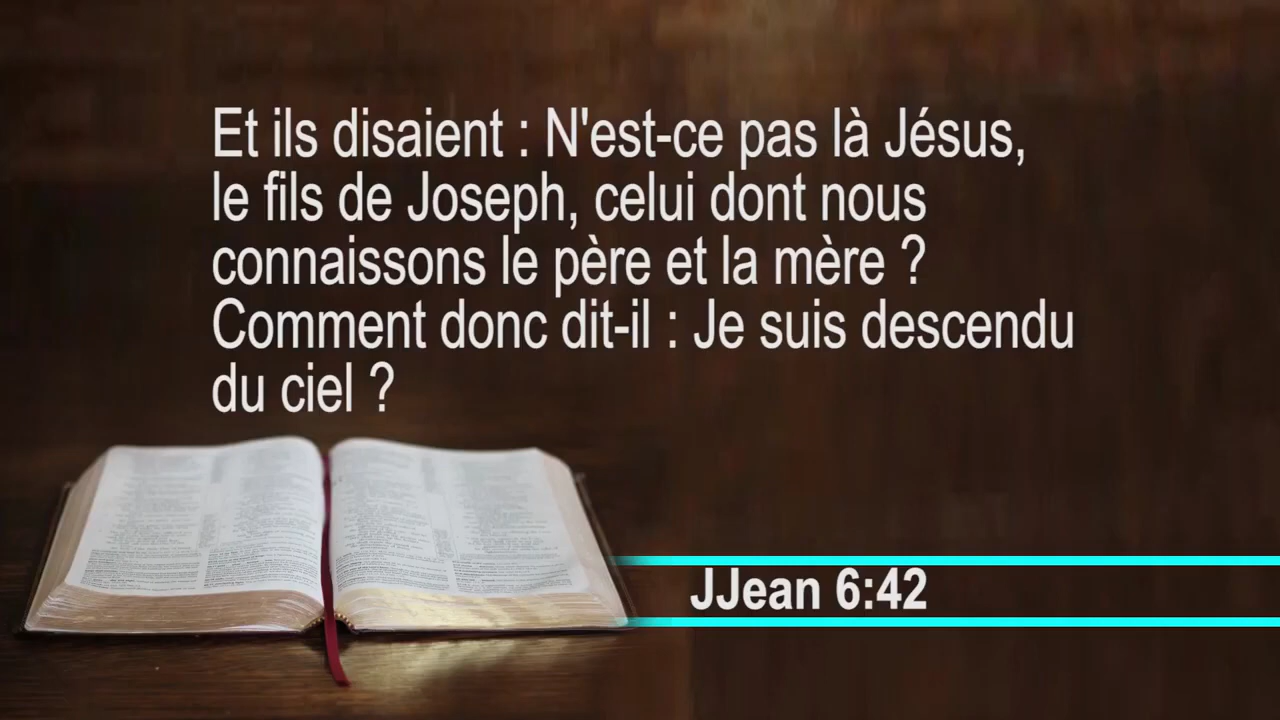 Et ils disaient : N'est-ce pas là Jésus,
le fils de Joseph, celui dont nous
connaissons le père et la mère ?
Comment donc dit-il : Je suis descendu
du ciel ?
JJean 6:42